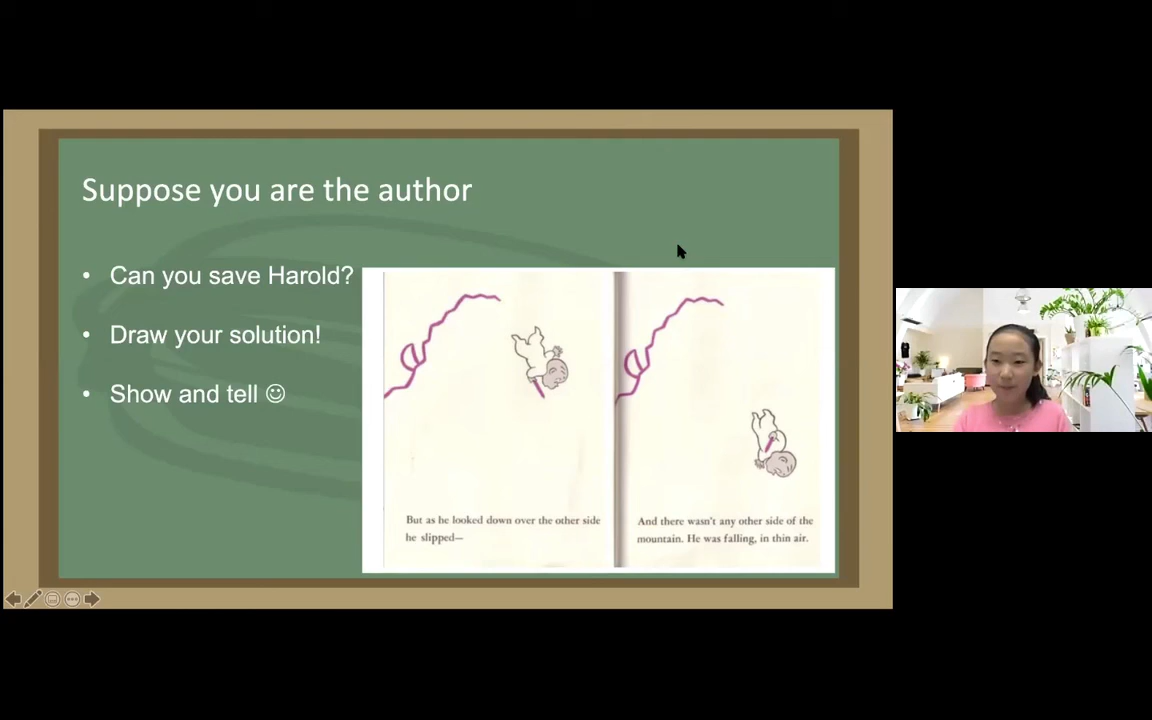 Suppose you are the author
• Can you save Harold?
• Draw your solution!
• Show and tell ☺
But as he looked down over the other side
he slipped—
And there wasn't any other side of the
mountain. He was falling, in thin air.